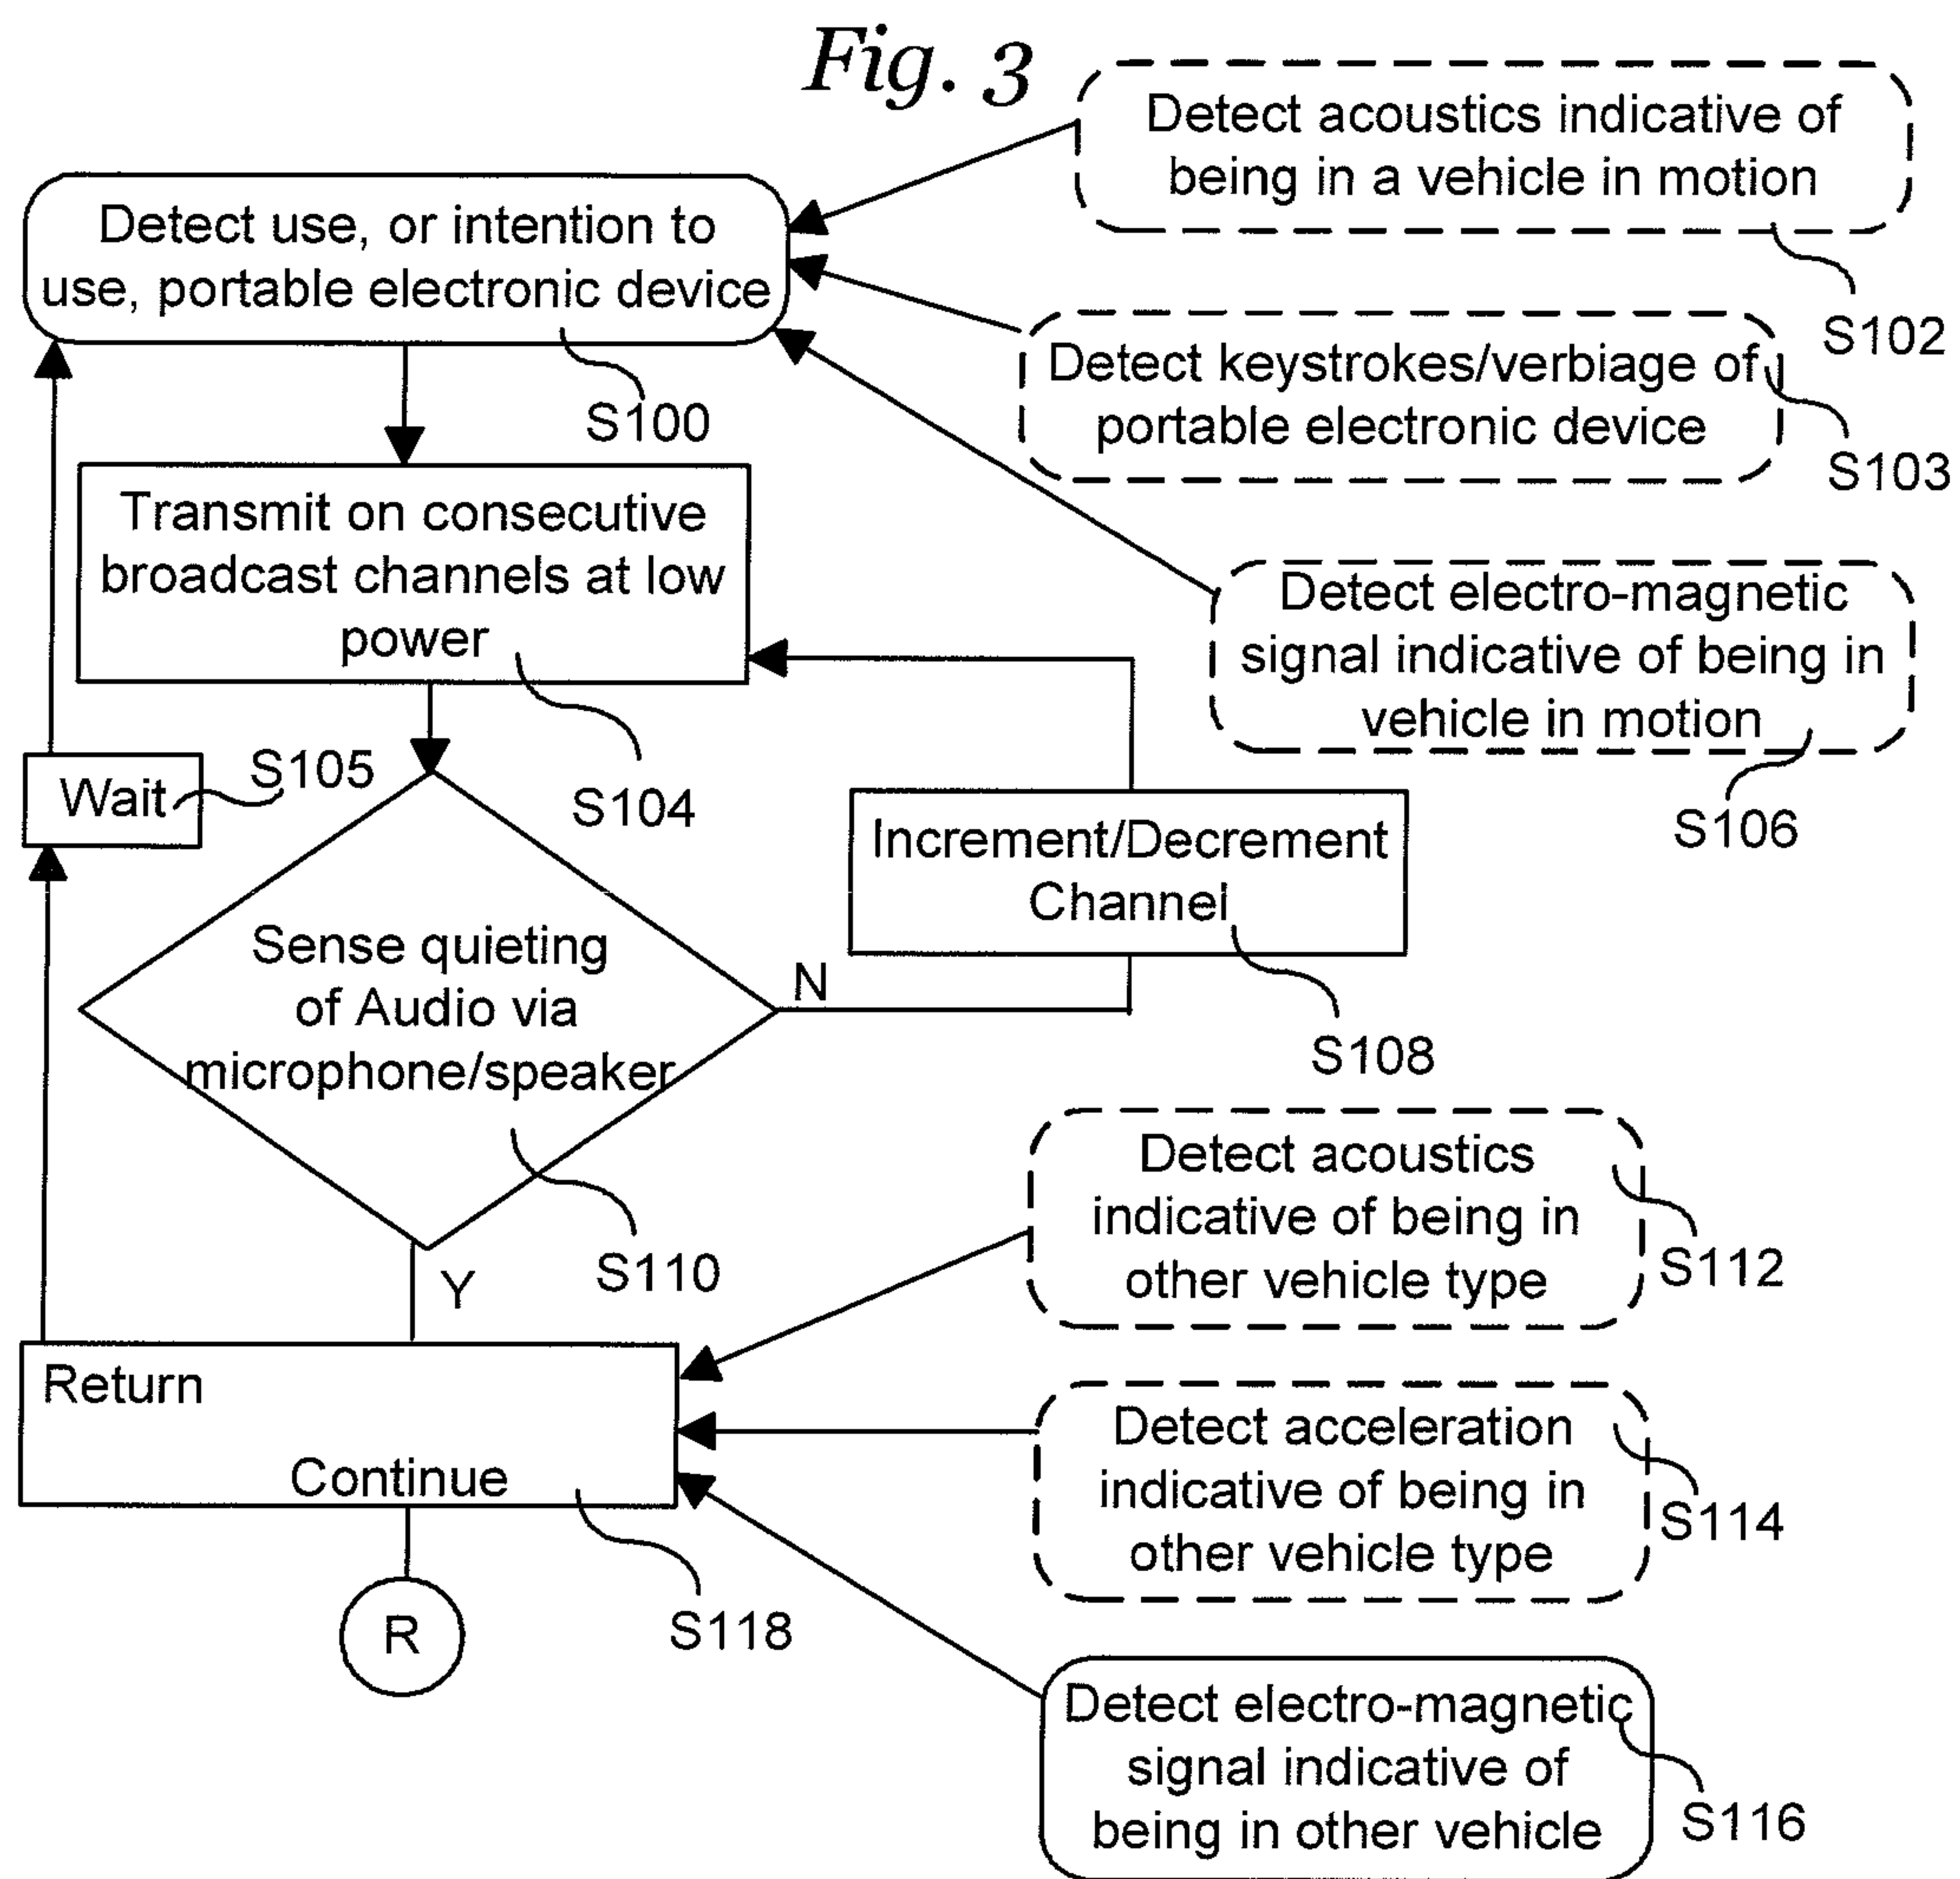 Fig. 3
Detect acoustics indicative of
being in a vehicle in motion
S102
Detect use, or intention to
use, portable electronic device
S100
Detect keystrokes/verbiage of
portable electronic device
S103
Transmit on consecutive
broadcast channels at low
power
S104
Detect electro-magnetic
signal indicative of being in
vehicle in motion
S106
Wait
S105
Increment/Decrement
Channel
S108
Sense quieting
of Audio via
microphone/speaker
S110
N
Y
Detect acoustics
indicative of being in
other vehicle type
S112
Return
Continue
S118
Detect acceleration
indicative of being in
other vehicle type
S114
R
Detect electro-magnetic
signal indicative of
being in other vehicle
S116